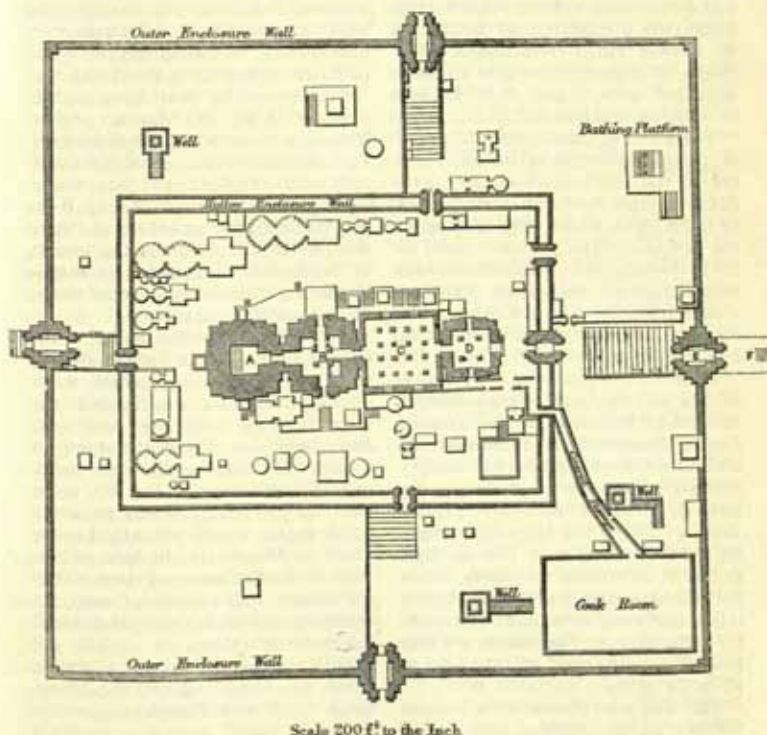 Outer Enclosure Wall
Well
Bathing Platform
Inner Enclosure Wall
A
B
C
D
E
F
Well
Well
Cook Room
Outer Enclosure Wall
Scale 200 ft to the Inch